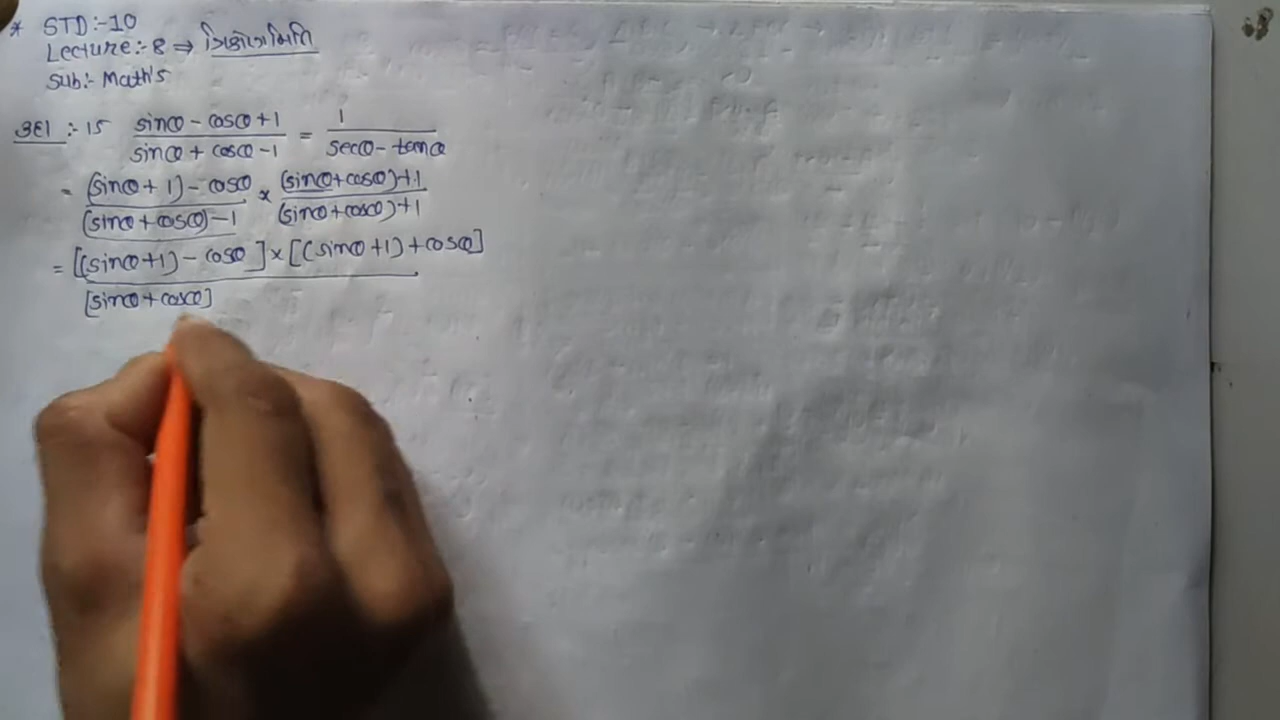 * STD:-10
Lecture:- 8 ⇒ ત્રિકોણમિતિ
Sub:- Math's
ઉદા :- 15 sinθ - cosθ + 1 / sinθ + cosθ - 1 = 1 / secθ - tanθ
= (sinθ + 1) - cosθ / (sinθ + cosθ) - 1 × (sinθ + cosθ) + 1 / (sinθ + cosθ) + 1
= [(sinθ + 1) - cosθ] × [(sinθ + 1) + cosθ] / [sinθ + cosθ]